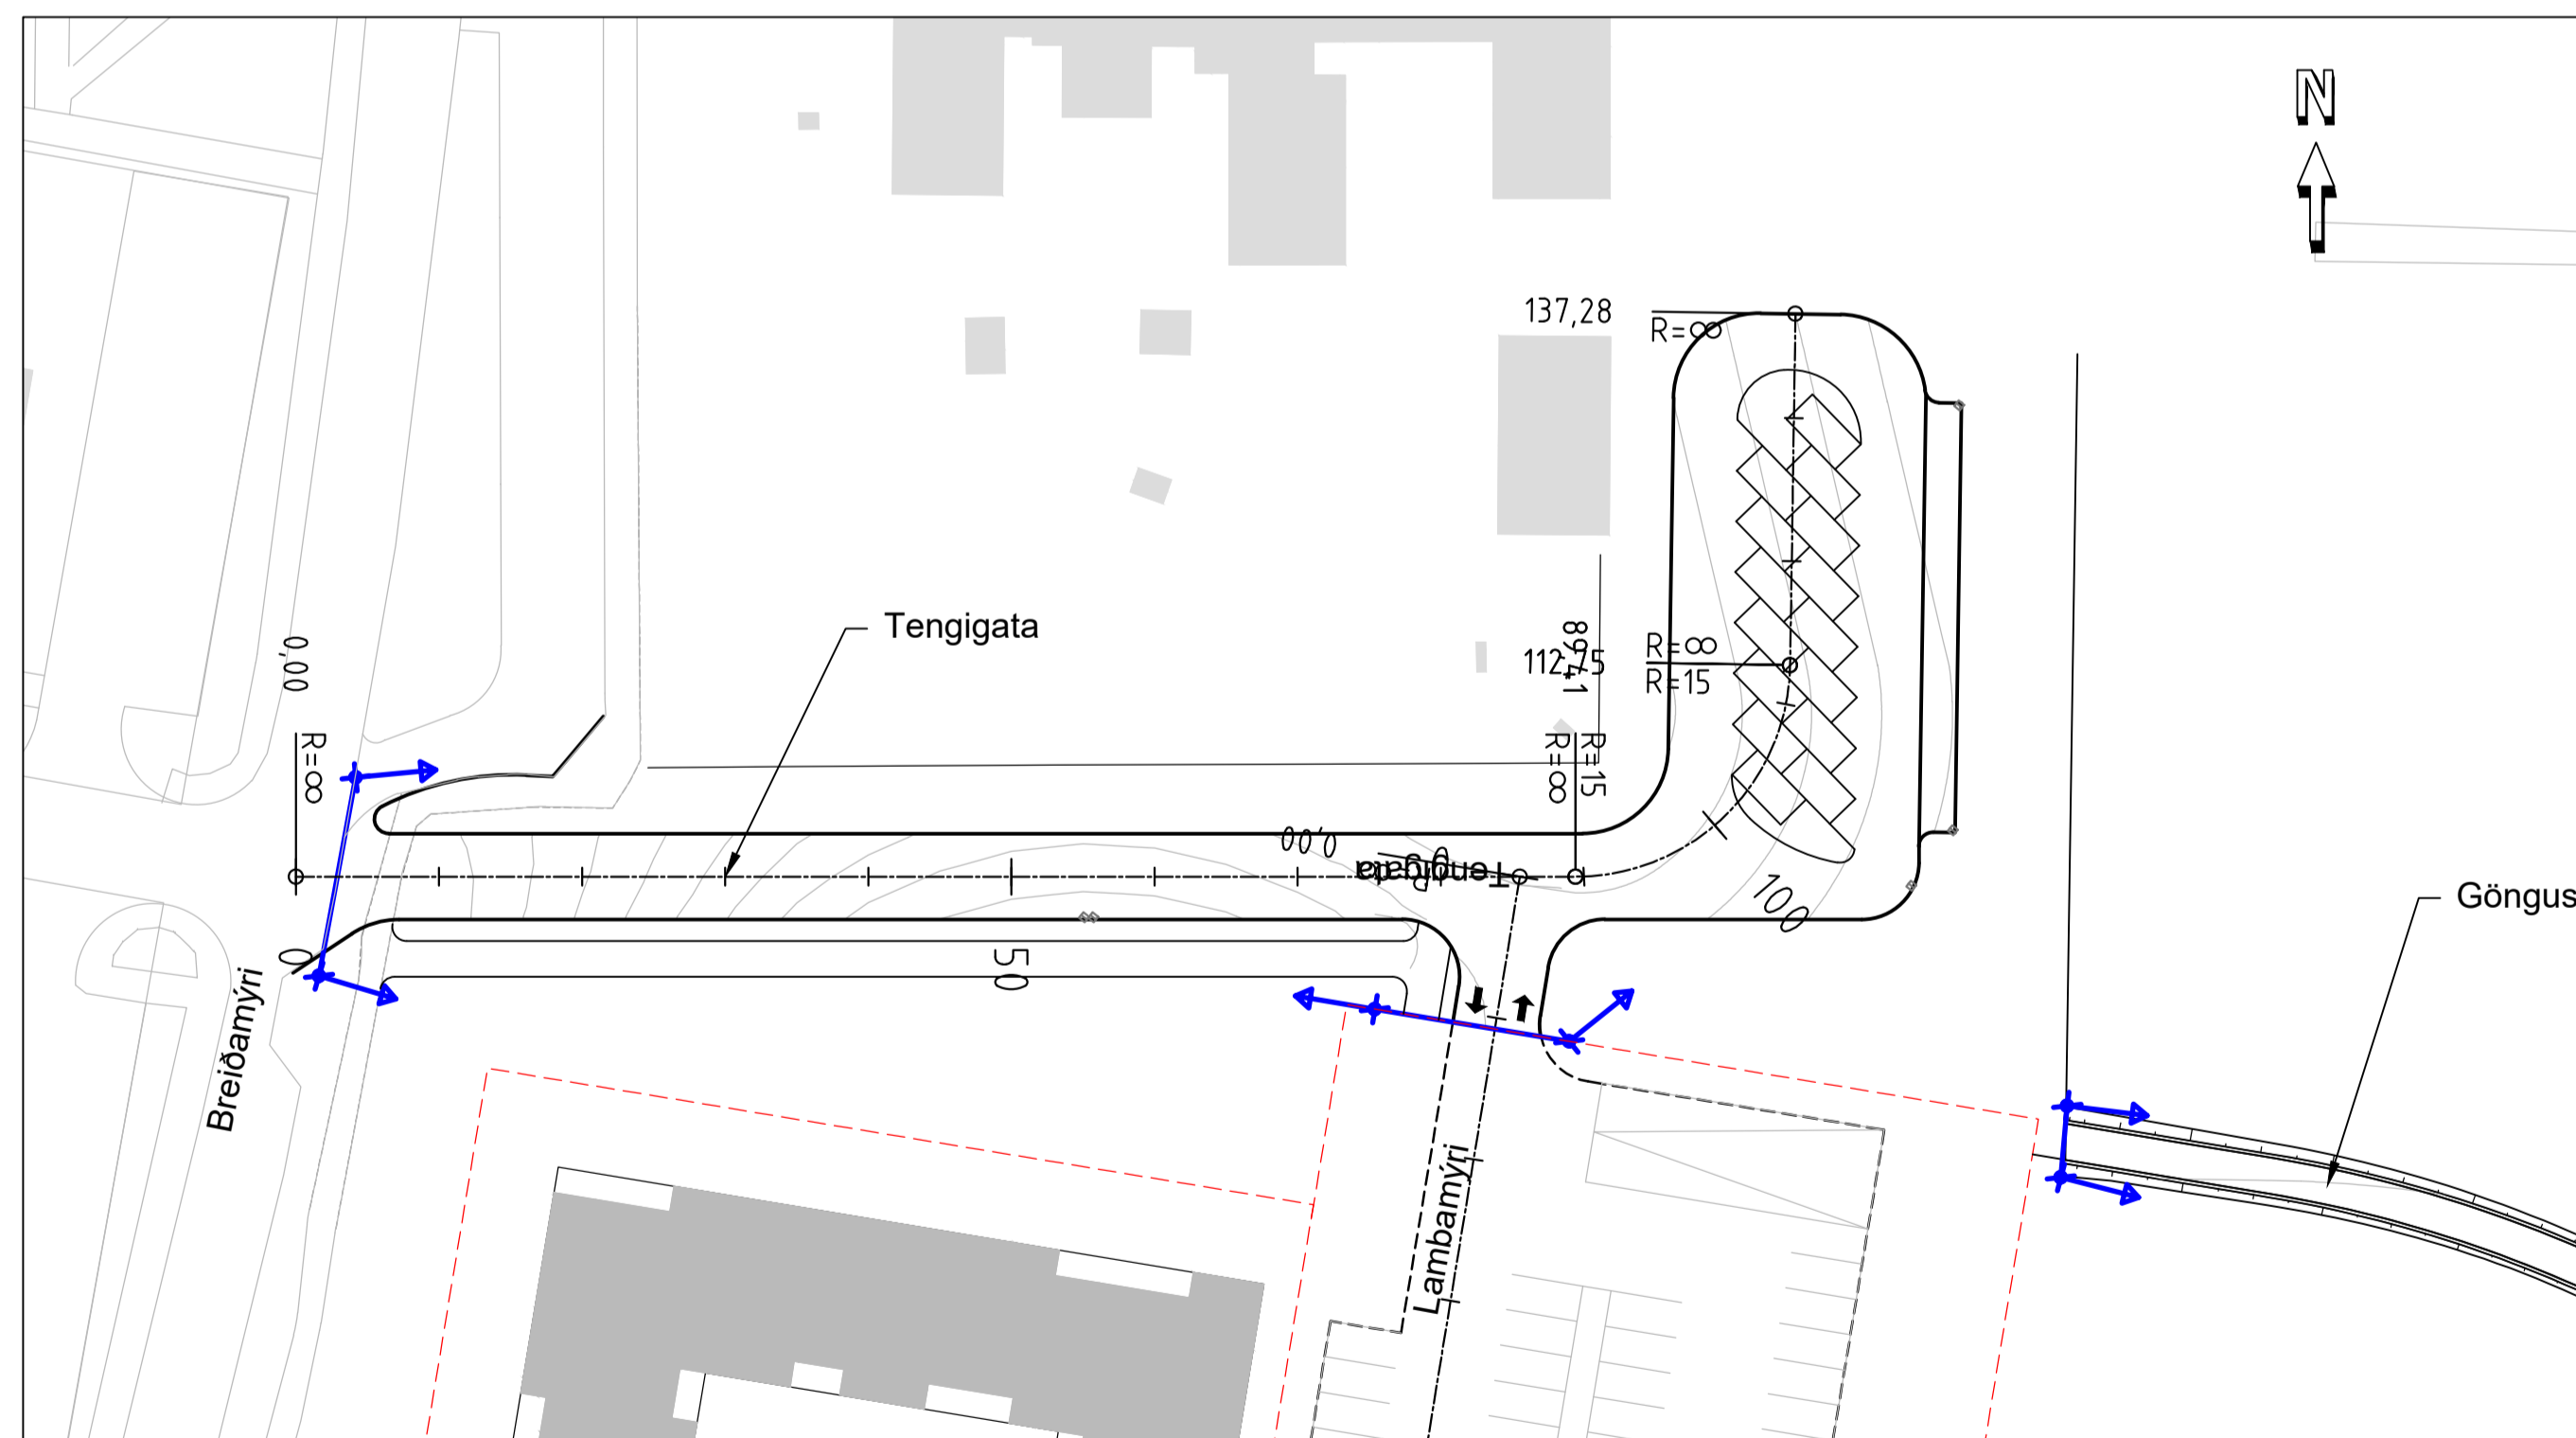 N
137,28
R=∞
Tengigata
0,00
R=∞
89,41
112,75
R=∞
R=15
R=15
R=∞
0,00
Tengigata
0
50
100
Breiðamýri
Lambamýri
Göngus